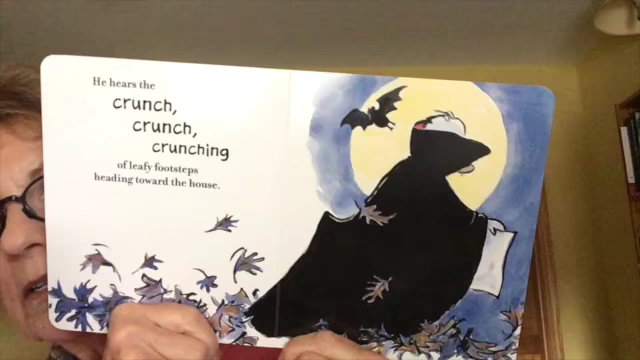 He hears the
crunch,
crunch,
crunching
of leafy footsteps
heading toward the house.